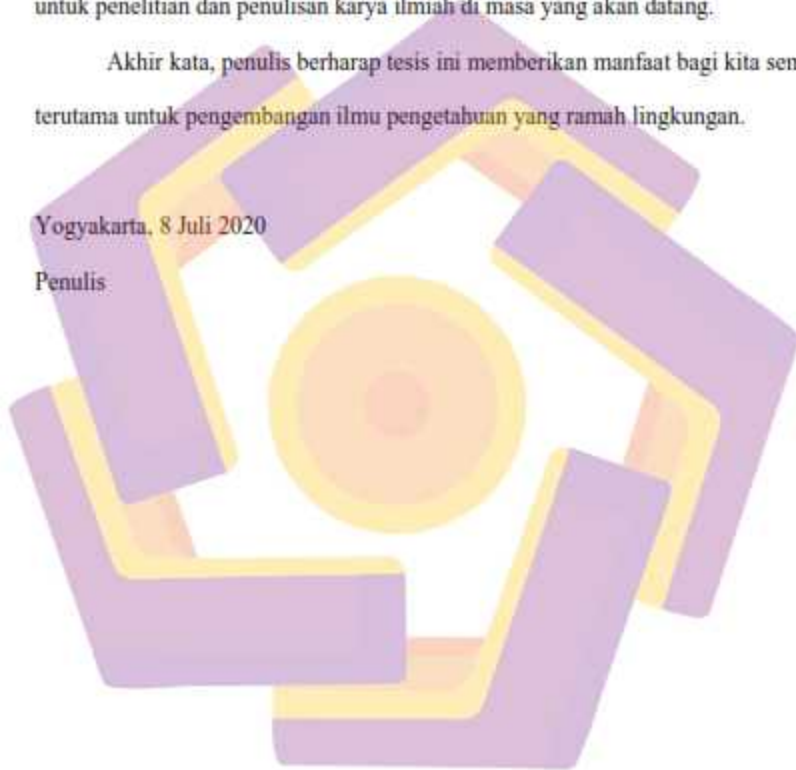 untuk penelitian dan penulisan karya ilmiah di masa yang akan datang.
Akhir kata, penulis berharap tesis ini memberikan manfaat bagi kita
terutama untuk pengembangan ilmu pengetahuan yang ramah lingkungan.
Yogyakarta, 8 Juli 2020
Penulis